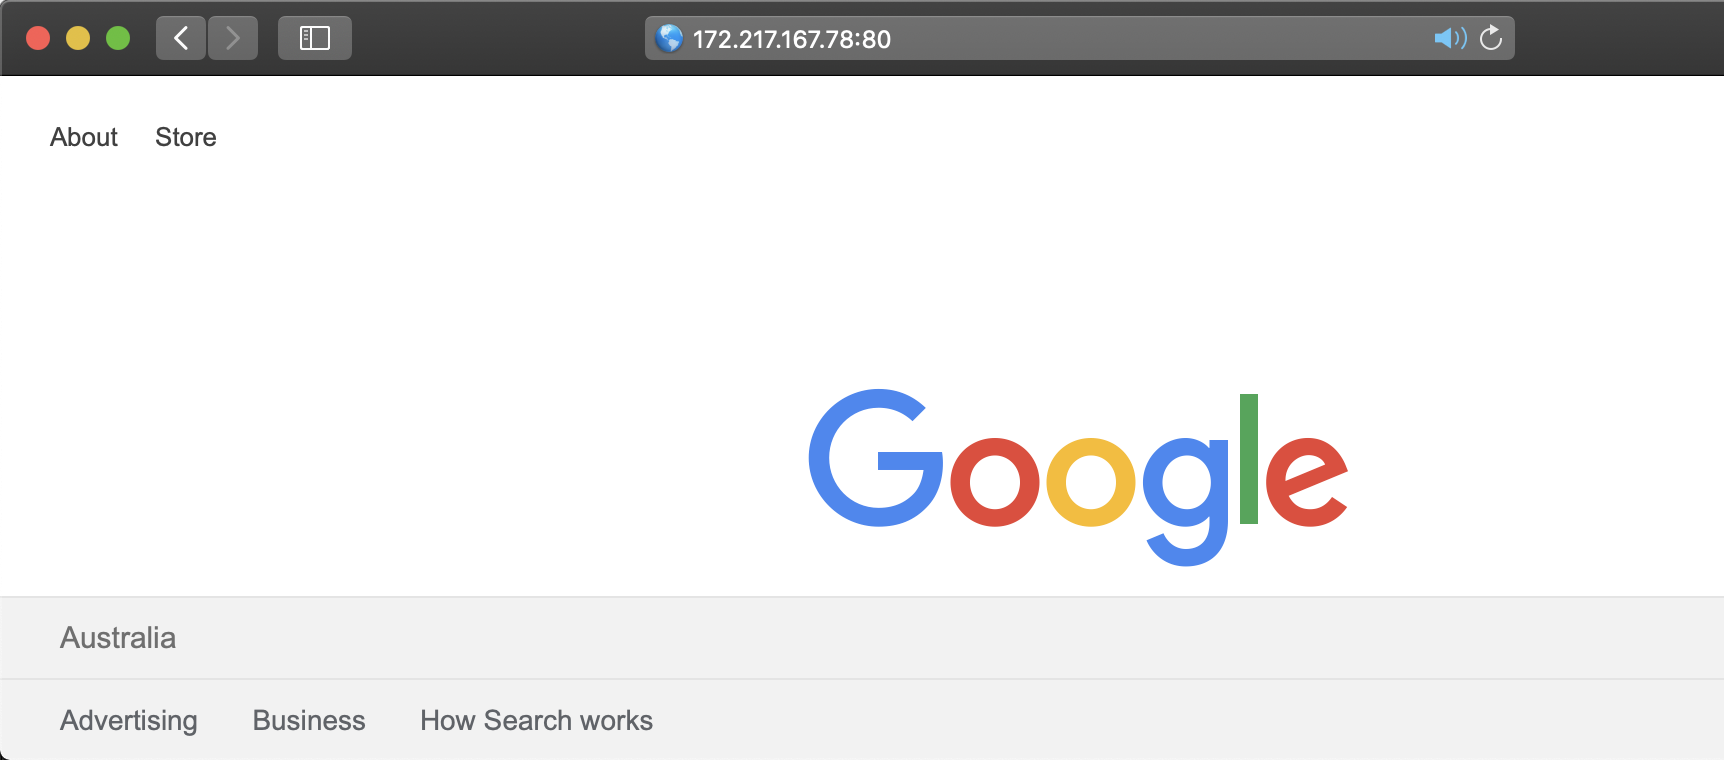 172.217.167.78:80
About Store
Google
Australia
Advertising Business How Search works